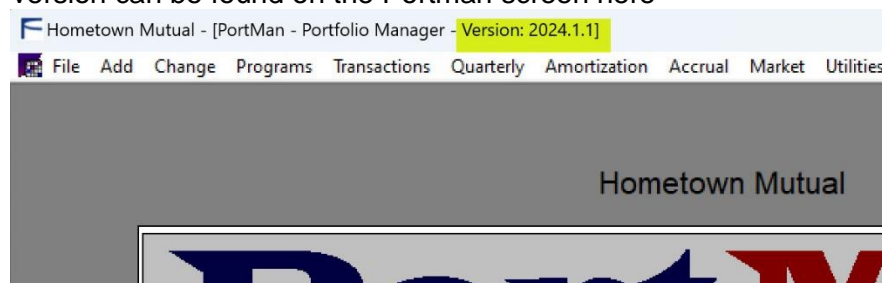 Hometown Mutual - [PortMan - Portfolio Manager - Version: 2024.1.1]
File Add Change Programs Transactions Quarterly Amortization Accrual Market Utilities
Hometown Mutual